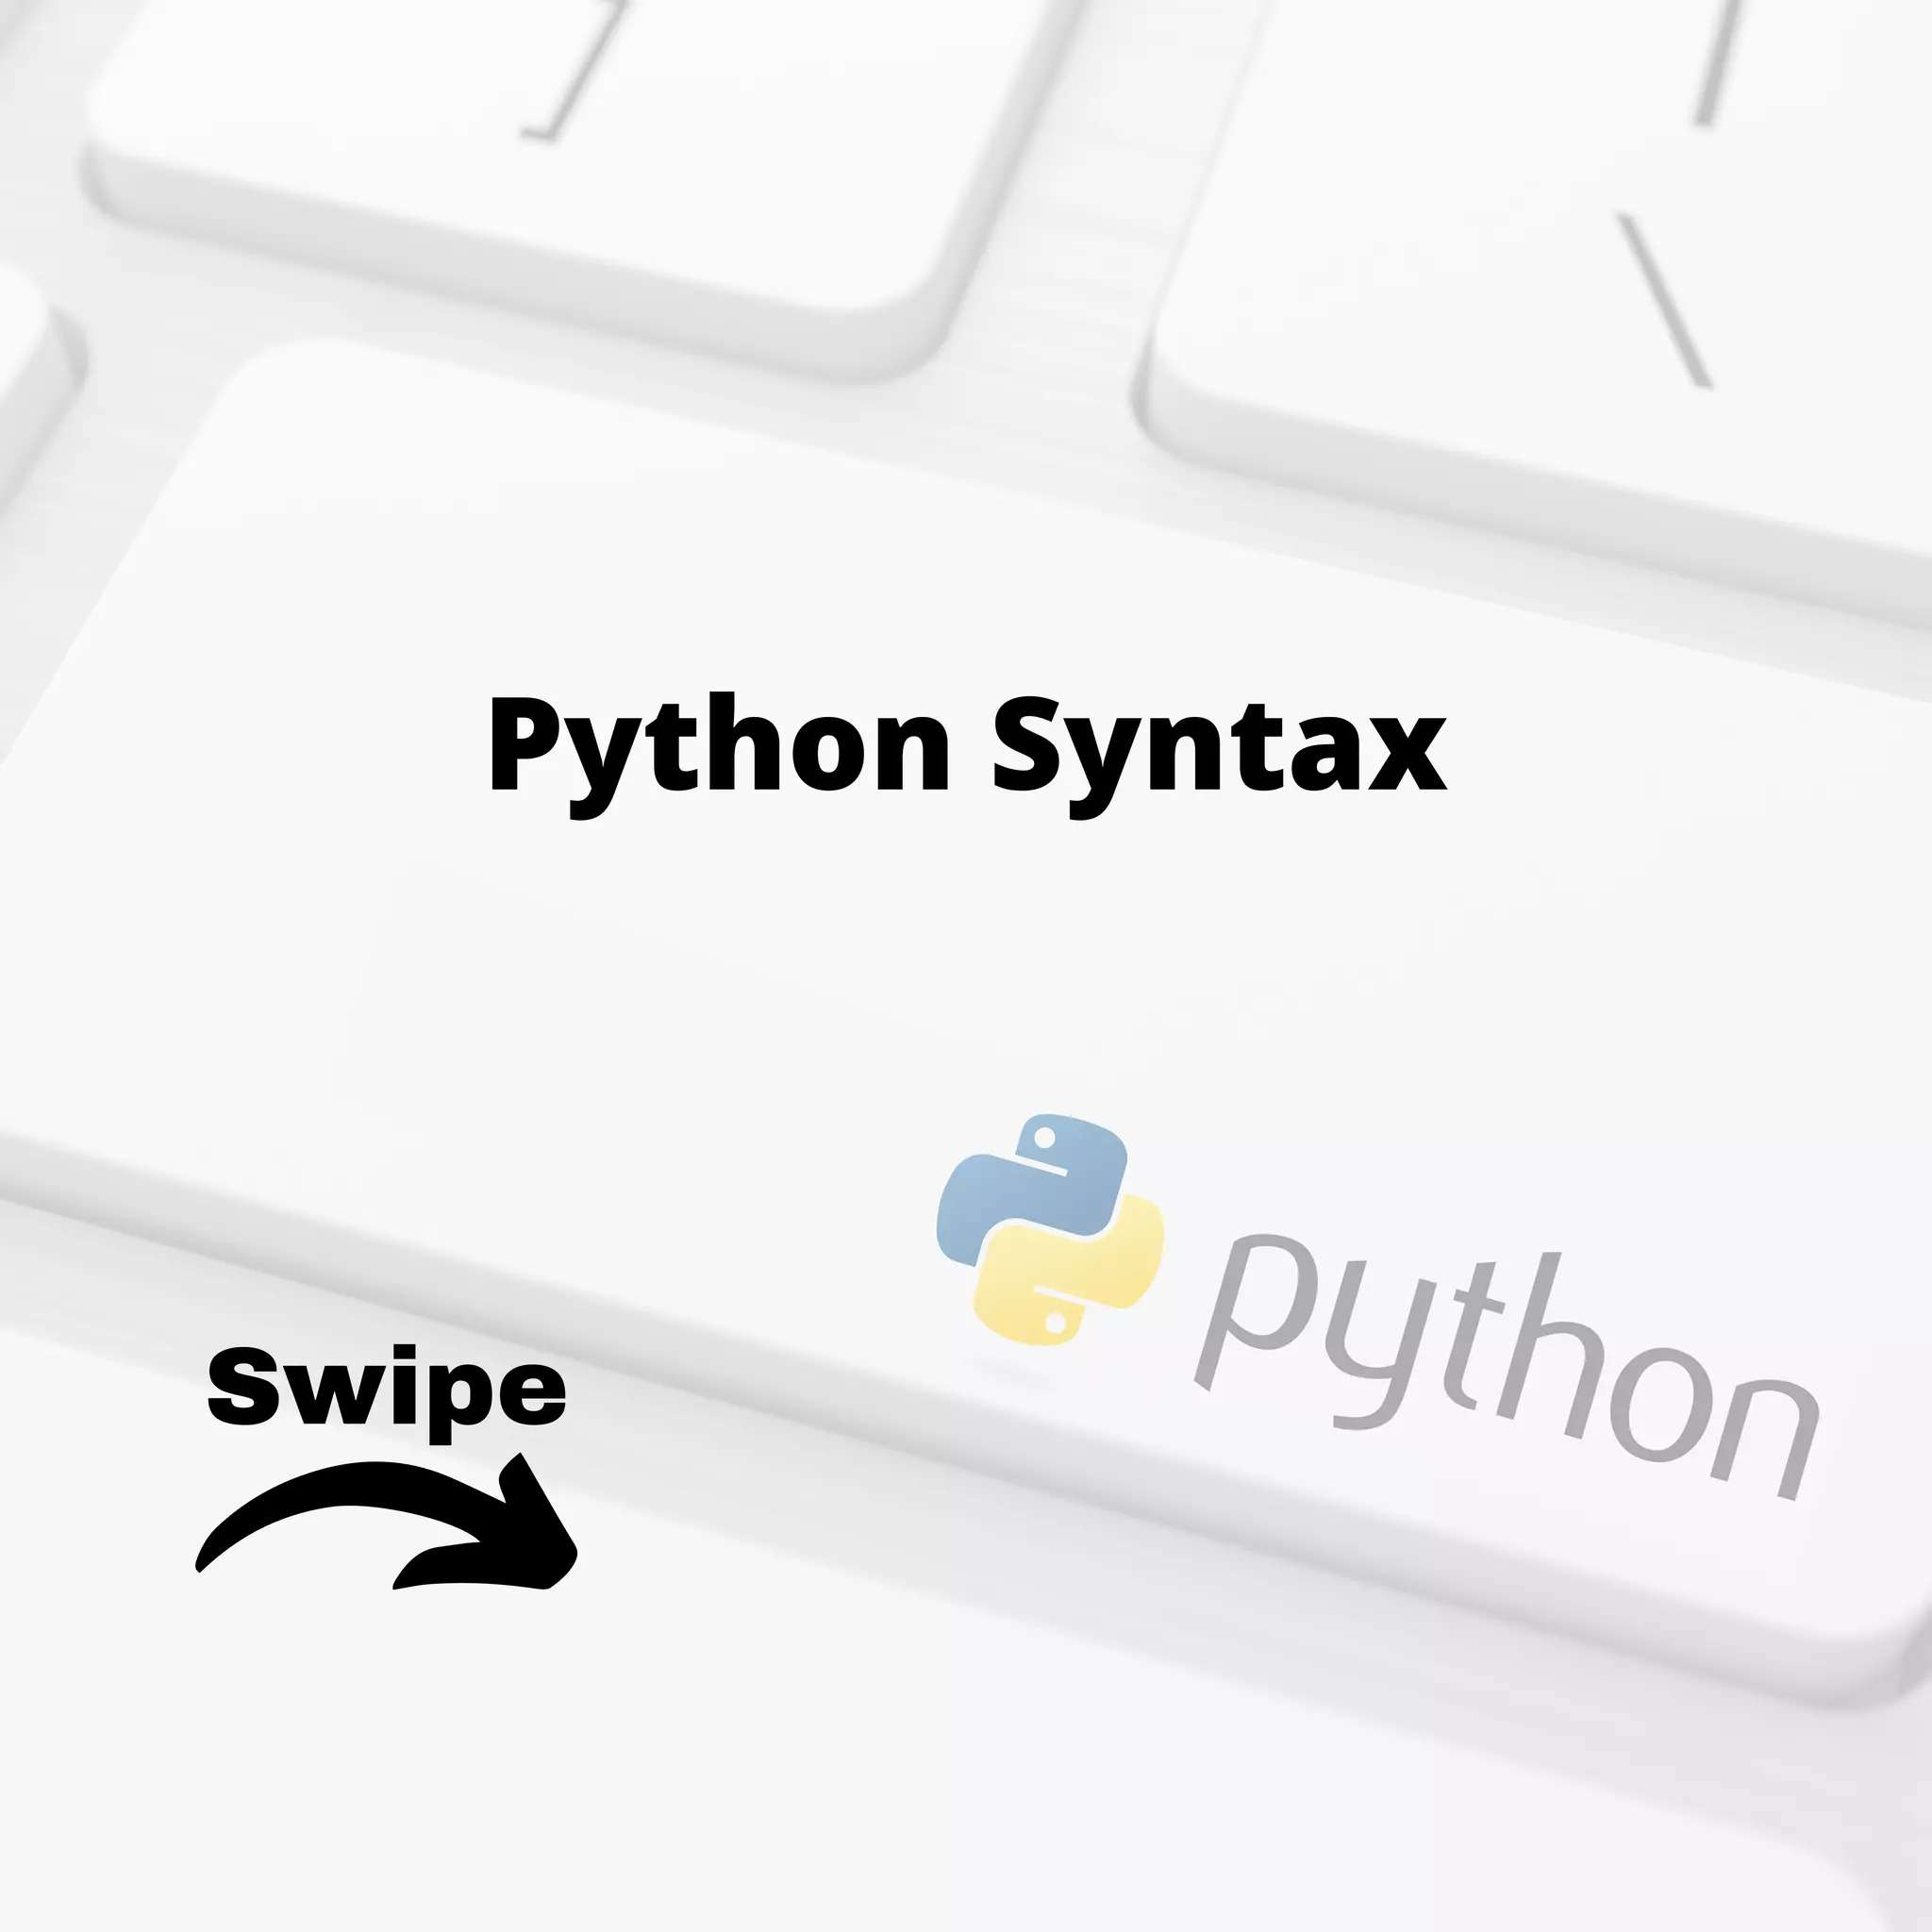 ]
|
\
Python Syntax
python
Swipe